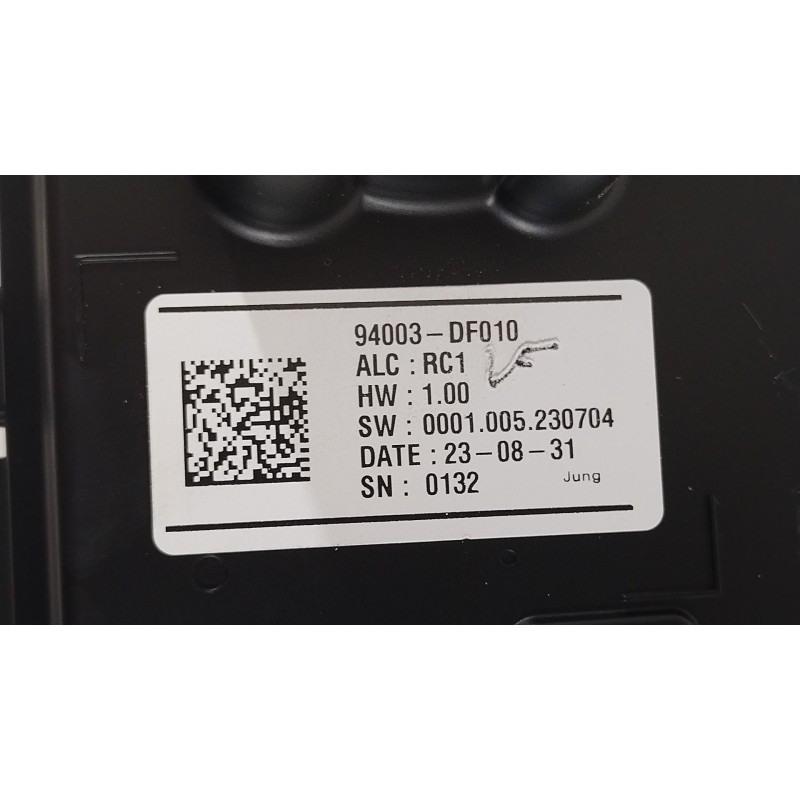 94003-DF010
ALC : RC1
HW : 1.00
SW : 0001.005.230704
DATE : 23-08-31
SN : 0132
Jung